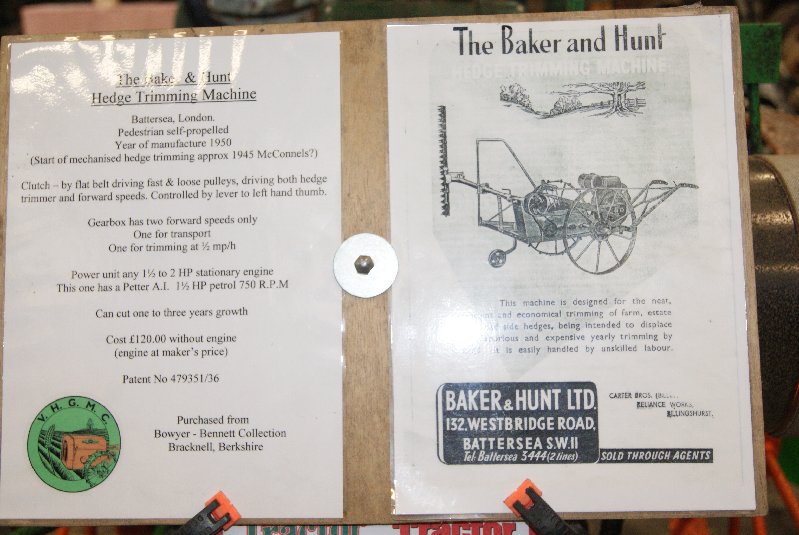 The Baker & Hunt
Hedge Trimming Machine
Battersea, London.
Pedestrian self-propelled
Year of manufacture 1950
(Start of mechanised hedge trimming approx 1945 McConnels?)
Clutch – by flat belt driving fast & loose pulleys, driving both hedge
trimmer and forward speeds. Controlled by lever to left hand thumb.
Gearbox has two forward speeds only
One for transport
One for trimming at ½ mp/h
Power unit any 1½ to 2 HP stationary engine
This one has a Petter A.I. 1½ HP petrol 750 R.P.M
Can cut one to three years growth
Cost £120.00 without engine
(engine at maker's price)
Patent No 479351/36
V. H. G. M. C.
Purchased from
Bowyer - Bennett Collection
Bracknell, Berkshire
The Baker and Hunt
HEDGE TRIMMING MACHINE
This machine is designed for the neat,
and economical trimming of farm, estate
side hedges, being intended to displace
and expensive yearly trimming by
it is easily handled by unskilled labour.
BAKER & HUNT LTD.
132, WESTBRIDGE ROAD,
BATTERSEA S.W.11
Tel: Battersea 3444 (2 lines)
SOLD THROUGH AGENTS
CARTER BROS.
RELIANCE WORKS,
BILLINGSHURST.
Tractor Tractor